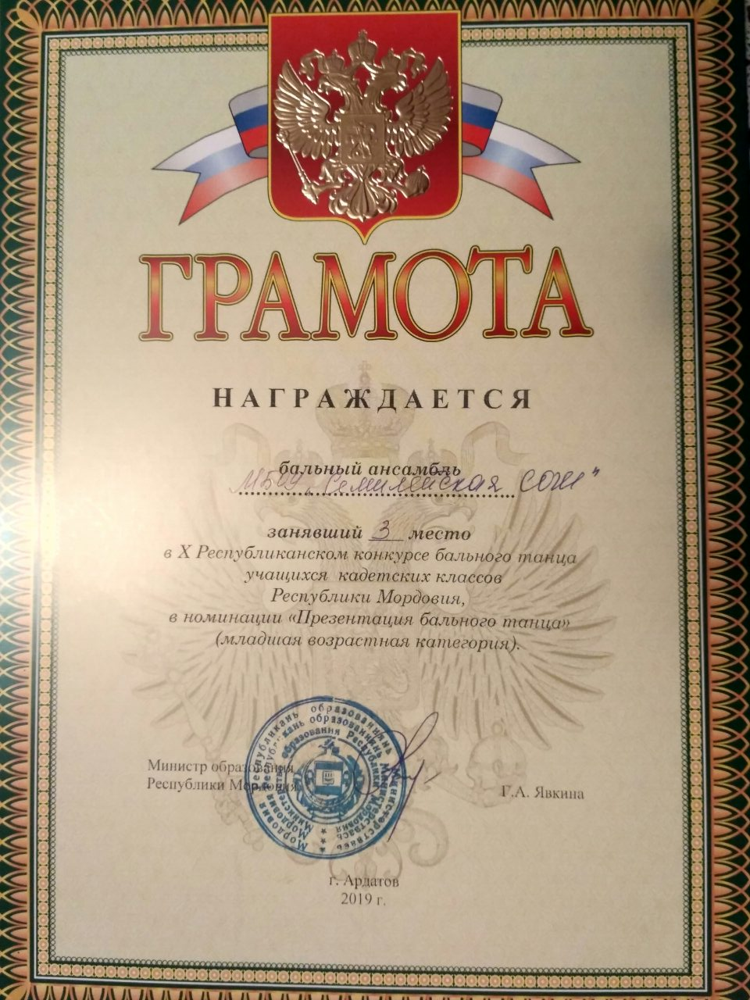 ГРАМОТА
НАГРАЖДАЕТСЯ
бальный ансамбль
МБОУ „Семилейская СОШ"
занявший 3 место
в X Республиканском конкурсе бального танца
учащихся кадетских классов
Республики Мордовия,
в номинации «Презентация бального танца»
(младшая возрастная категория).
Министр образования
Республики Мордовия
Г.А. Явкина
г. Ардатов
2019 г.